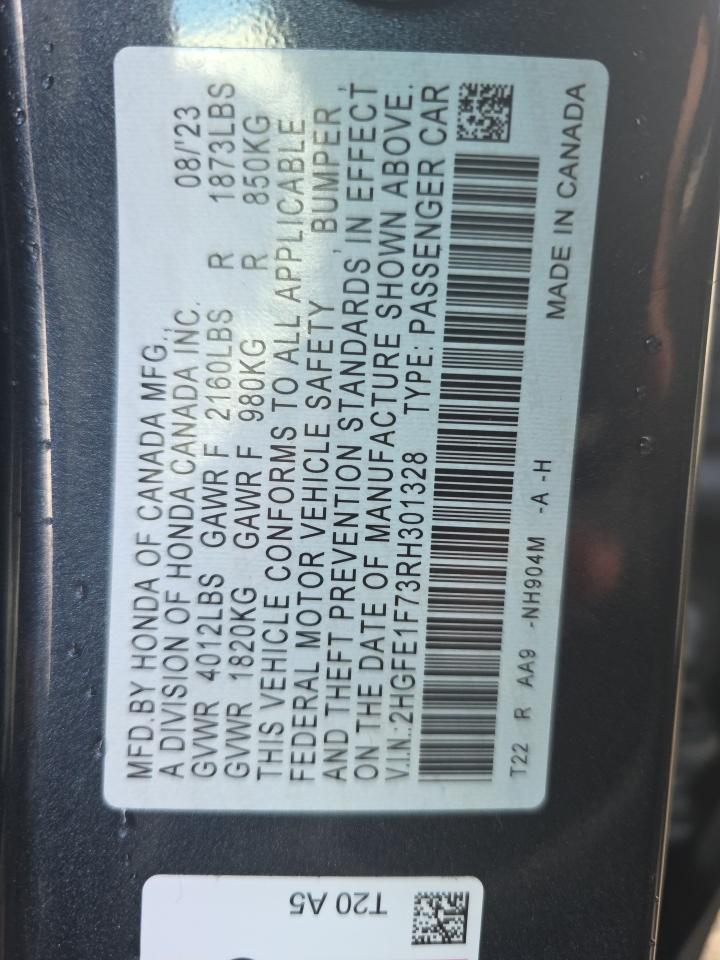 MFD.BY HONDA OF CANADA MFG., 08/'23
A DIVISION OF HONDA CANADA INC.
GVWR 4012LBS GAWR F 2160LBS R 1873LBS
GVWR 1820KG GAWR F 980KG R 850KG
THIS VEHICLE CONFORMS TO ALL APPLICABLE
FEDERAL MOTOR VEHICLE SAFETY, BUMPER,
AND THEFT PREVENTION STANDARDS IN EFFECT
ON THE DATE OF MANUFACTURE SHOWN ABOVE.
V.I.N.:2HGFE1F73RH301328 TYPE: PASSENGER CAR
MADE IN CANADA
T22 R AA9 -NH904M -A -H
T20 A5